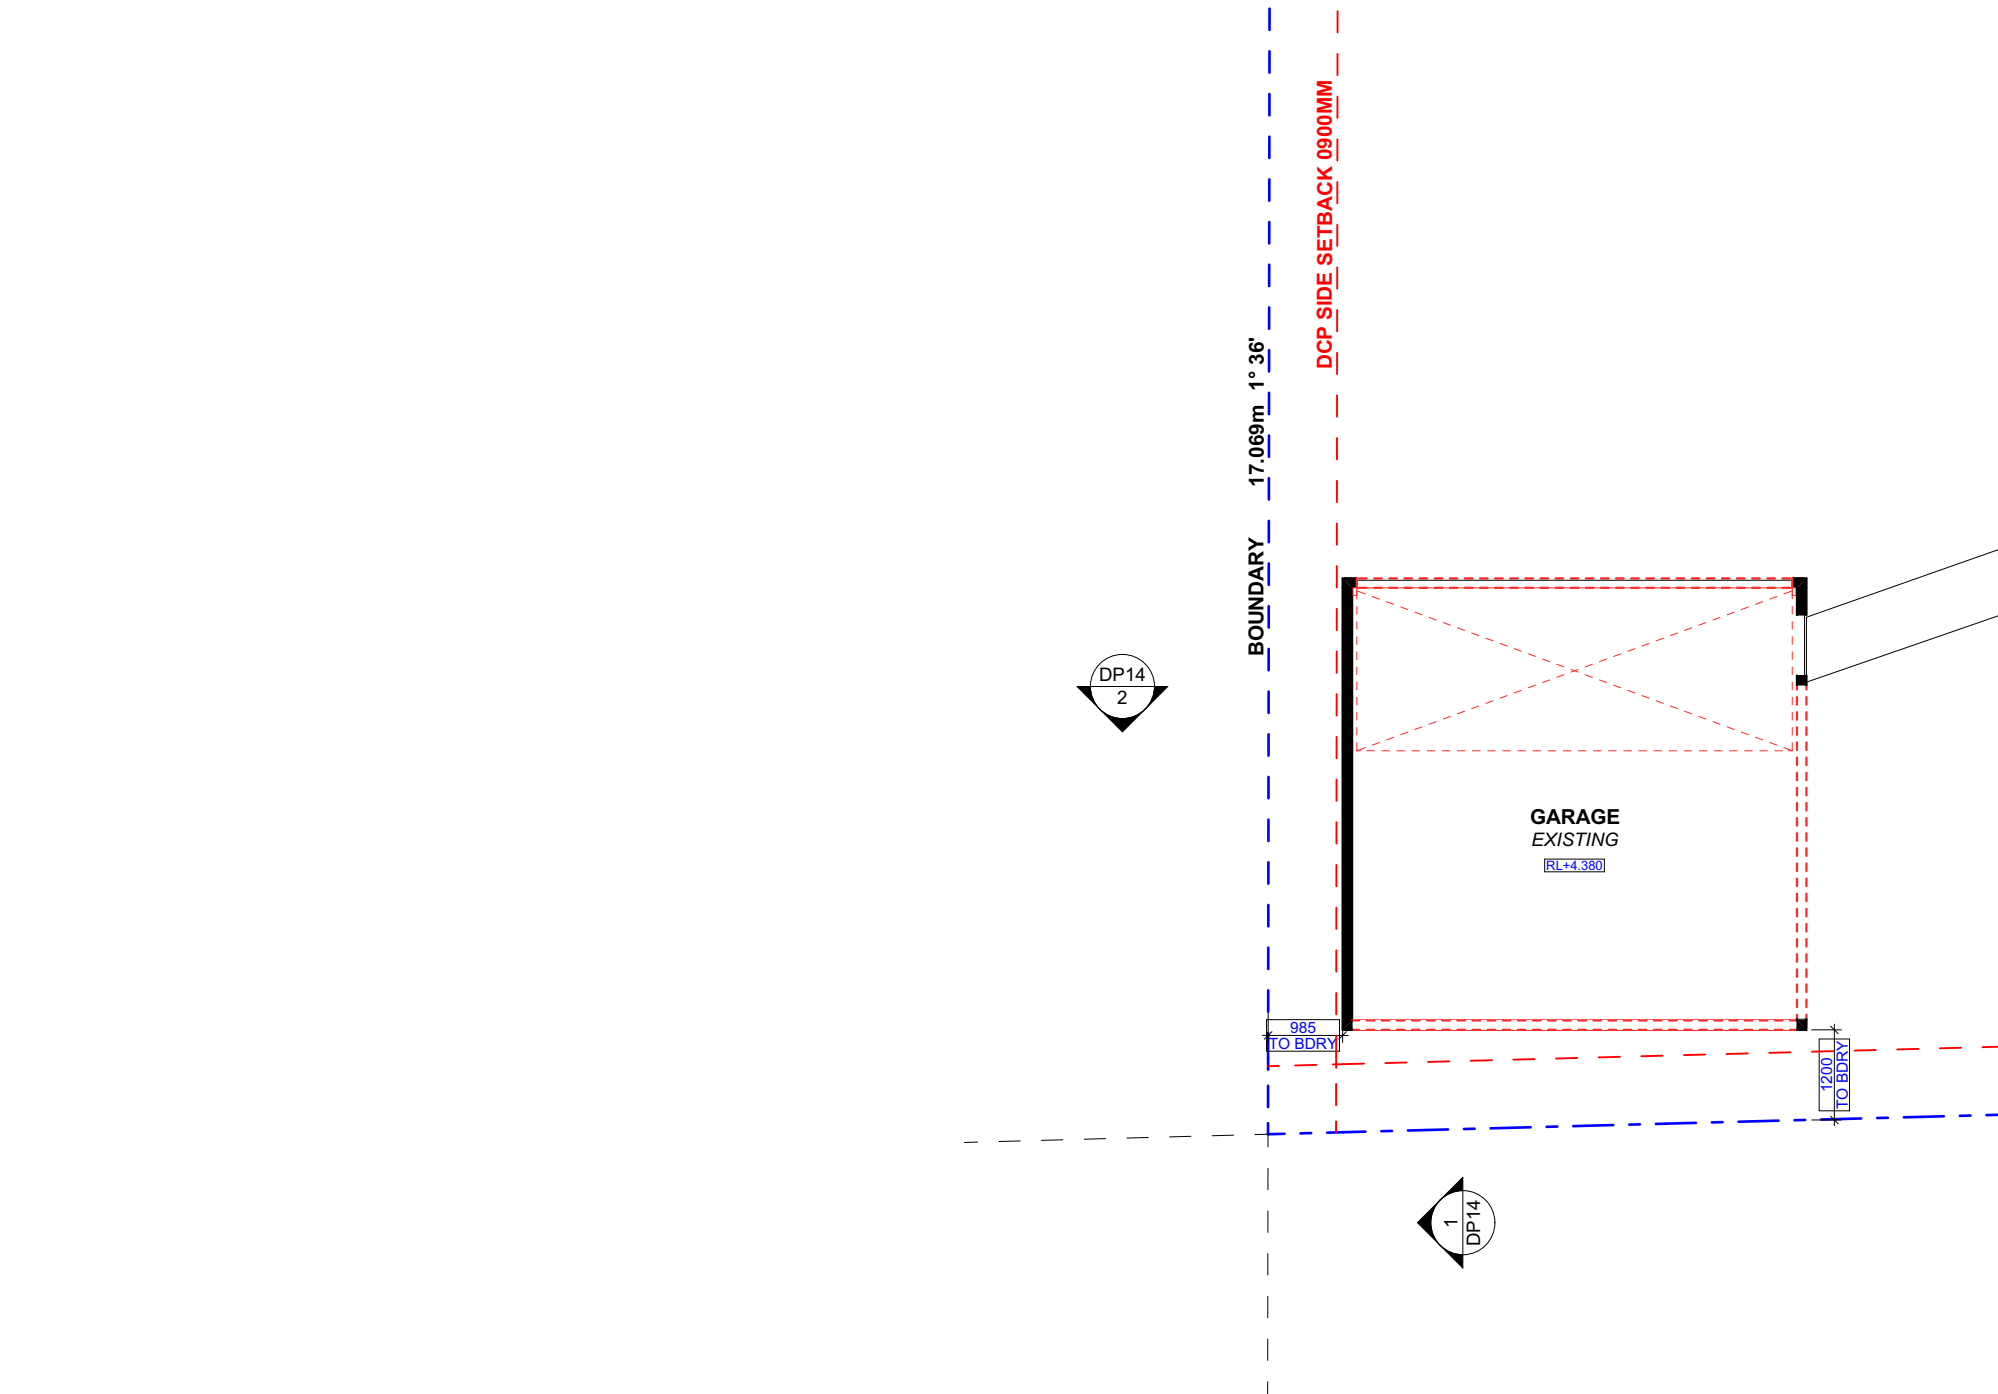 DCP SIDE SETBACK 0900MM
BOUNDARY 17.069m 1° 36'
DP14
2
GARAGE
EXISTING
RL+4.380
985
TO BDRY
1200
TO BDRY
1
DP14